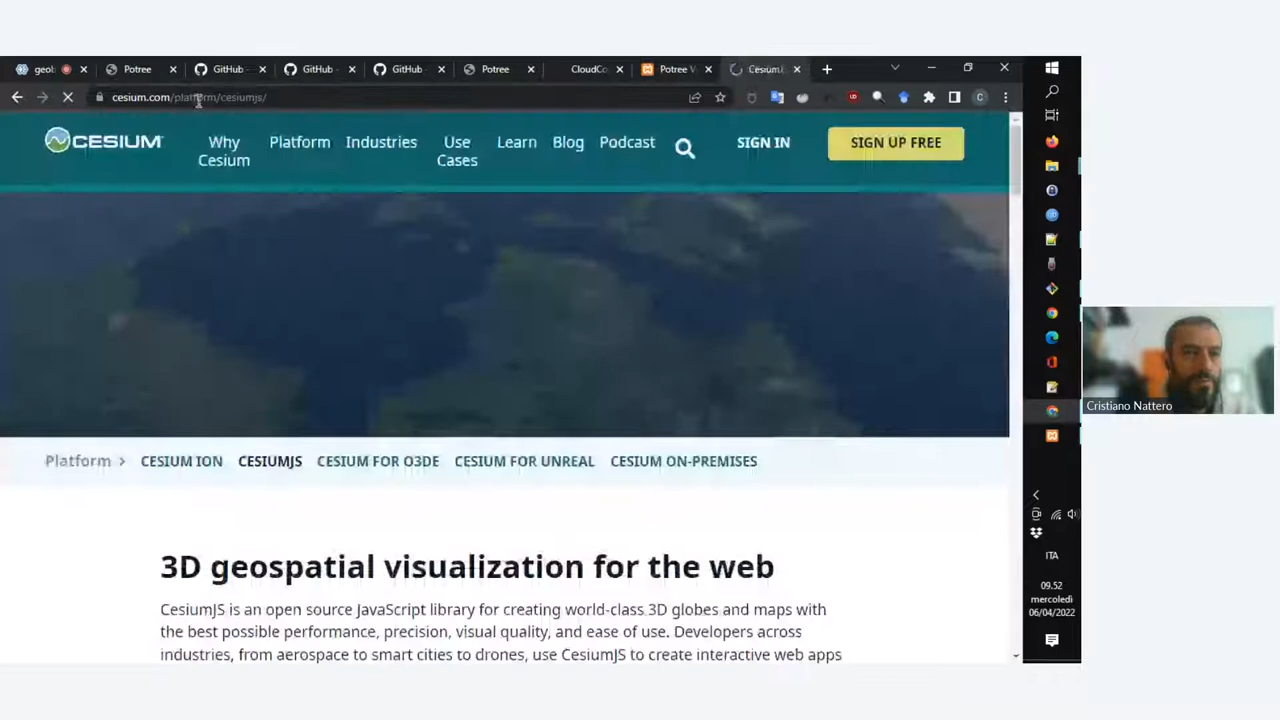 geob
Potree
GitHub -
GitHub -
GitHub -
Potree
CloudCo
Potree V
CesiumJ
cesium.com/platform/cesiumjs/
CESIUM
Why Cesium
Platform
Industries
Use Cases
Learn
Blog
Podcast
SIGN IN
SIGN UP FREE
Platform >
CESIUM ION
CESIUMJS
CESIUM FOR O3DE
CESIUM FOR UNREAL
CESIUM ON-PREMISES
3D geospatial visualization for the web
CesiumJS is an open source JavaScript library for creating world-class 3D globes and maps with
the best possible performance, precision, visual quality, and ease of use. Developers across
industries, from aerospace to smart cities to drones, use CesiumJS to create interactive web apps
ITA
09.52
mercoledì
06/04/2022
Cristiano Nattero